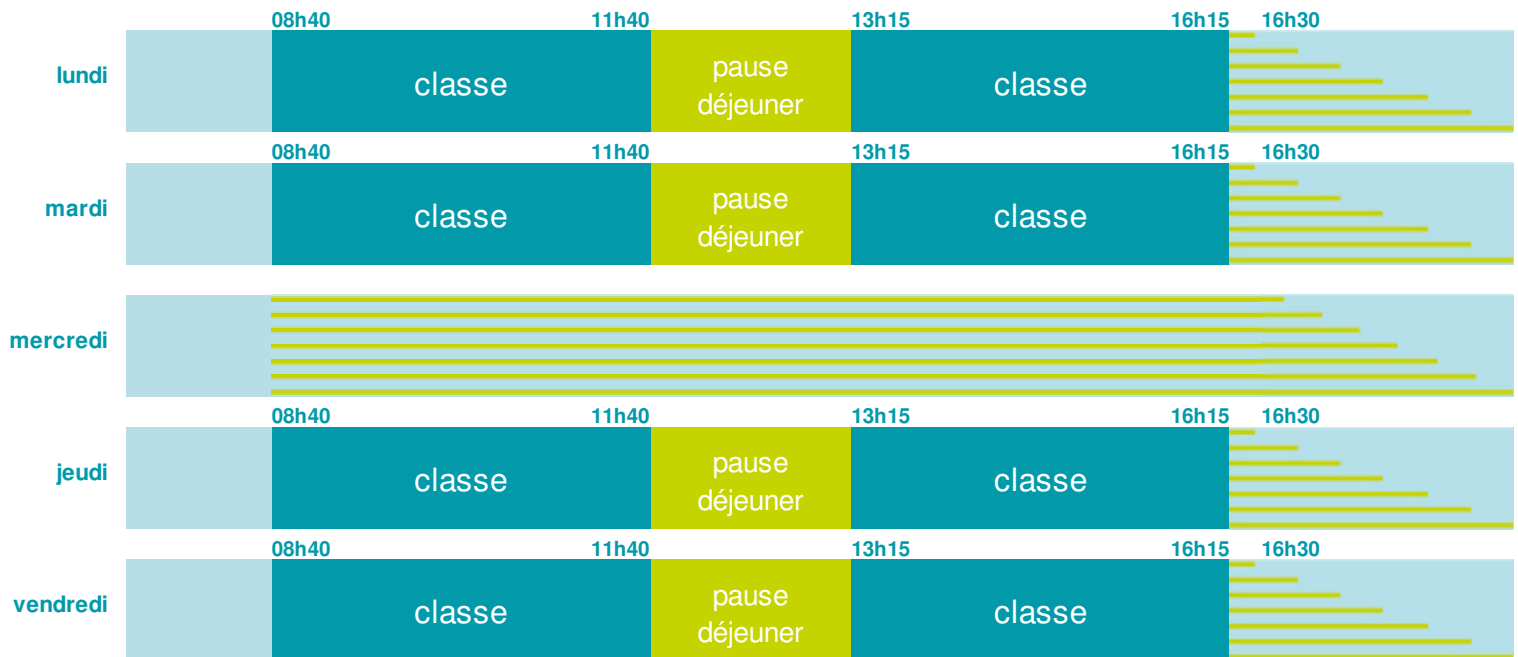 08h40 11h40 13h15 16h15 16h30
lundi classe pause déjeuner classe
08h40 11h40 13h15 16h15 16h30
mardi classe pause déjeuner classe
mercredi
08h40 11h40 13h15 16h15 16h30
jeudi classe pause déjeuner classe
08h40 11h40 13h15 16h15 16h30
vendredi classe pause déjeuner classe